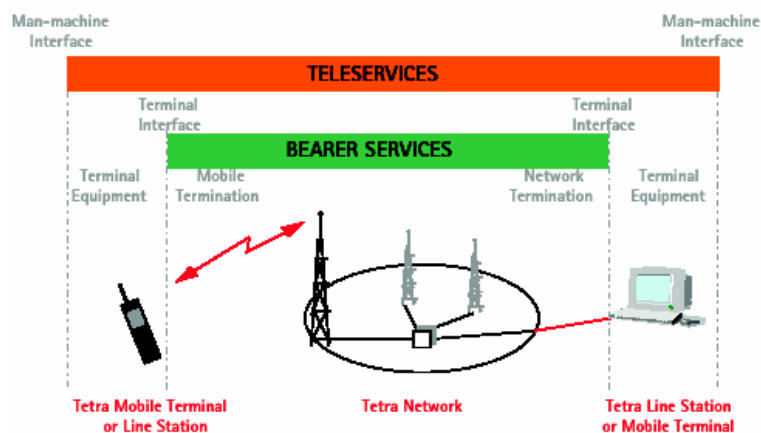 Man-machine
Interface
Man-machine
Interface
TELESERVICES
Terminal
Interface
Terminal
Interface
BEARER SERVICES
Terminal
Equipment
Mobile
Termination
Network
Termination
Terminal
Equipment
Tetra Mobile Terminal
or Line Station
Tetra Network
Tetra Line Station
or Mobile Terminal